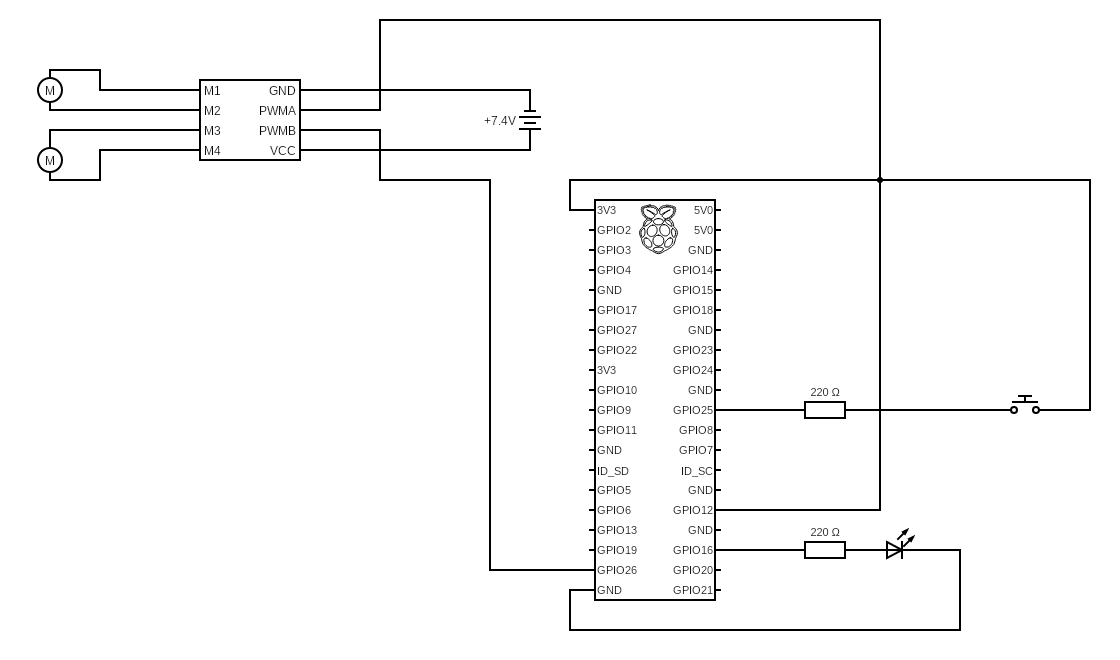 M
M
M1 GND
M2 PWMA
M3 PWMB
M4 VCC
+7.4V
3V3 5V0
GPIO2 5V0
GPIO3 GND
GPIO4 GPIO14
GND GPIO15
GPIO17 GPIO18
GPIO27 GND
GPIO22 GPIO23
3V3 GPIO24
GPIO10 GND
GPIO9 GPIO25
GPIO11 GPIO8
GND GPIO7
ID_SD ID_SC
GPIO5 GND
GPIO6 GPIO12
GPIO13 GND
GPIO19 GPIO16
GPIO26 GPIO20
GND GPIO21
220 Ω
220 Ω